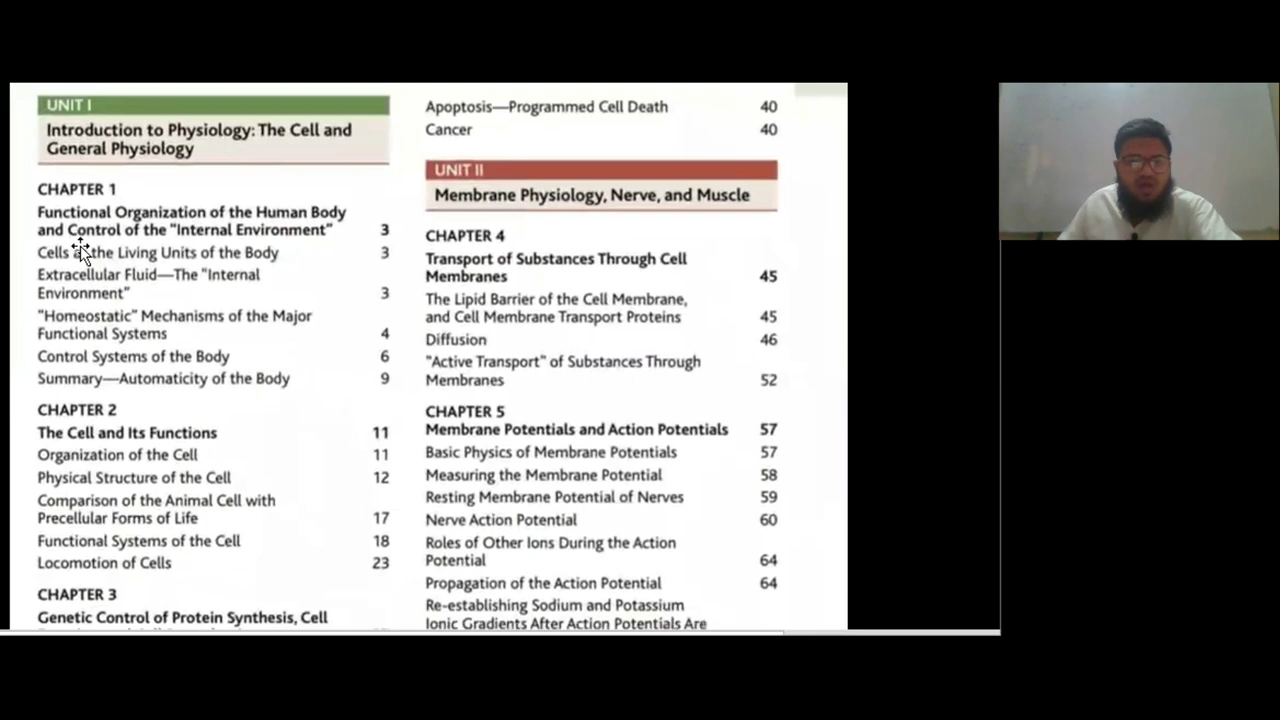 UNIT I
Introduction to Physiology: The Cell and
General Physiology
CHAPTER 1
Functional Organization of the Human Body
and Control of the "Internal Environment" 3
Cells the Living Units of the Body 3
Extracellular Fluid—The "Internal
Environment" 3
"Homeostatic" Mechanisms of the Major
Functional Systems 4
Control Systems of the Body 6
Summary—Automaticity of the Body 9
CHAPTER 2
The Cell and Its Functions 11
Organization of the Cell 11
Physical Structure of the Cell 12
Comparison of the Animal Cell with
Precellular Forms of Life 17
Functional Systems of the Cell 18
Locomotion of Cells 23
CHAPTER 3
Genetic Control of Protein Synthesis, Cell
Apoptosis—Programmed Cell Death 40
Cancer 40
UNIT II
Membrane Physiology, Nerve, and Muscle
CHAPTER 4
Transport of Substances Through Cell
Membranes 45
The Lipid Barrier of the Cell Membrane,
and Cell Membrane Transport Proteins 45
Diffusion 46
"Active Transport" of Substances Through
Membranes 52
CHAPTER 5
Membrane Potentials and Action Potentials 57
Basic Physics of Membrane Potentials 57
Measuring the Membrane Potential 58
Resting Membrane Potential of Nerves 59
Nerve Action Potential 60
Roles of Other Ions During the Action
Potential 64
Propagation of the Action Potential 64
Re-establishing Sodium and Potassium
Ionic Gradients After Action Potentials Are